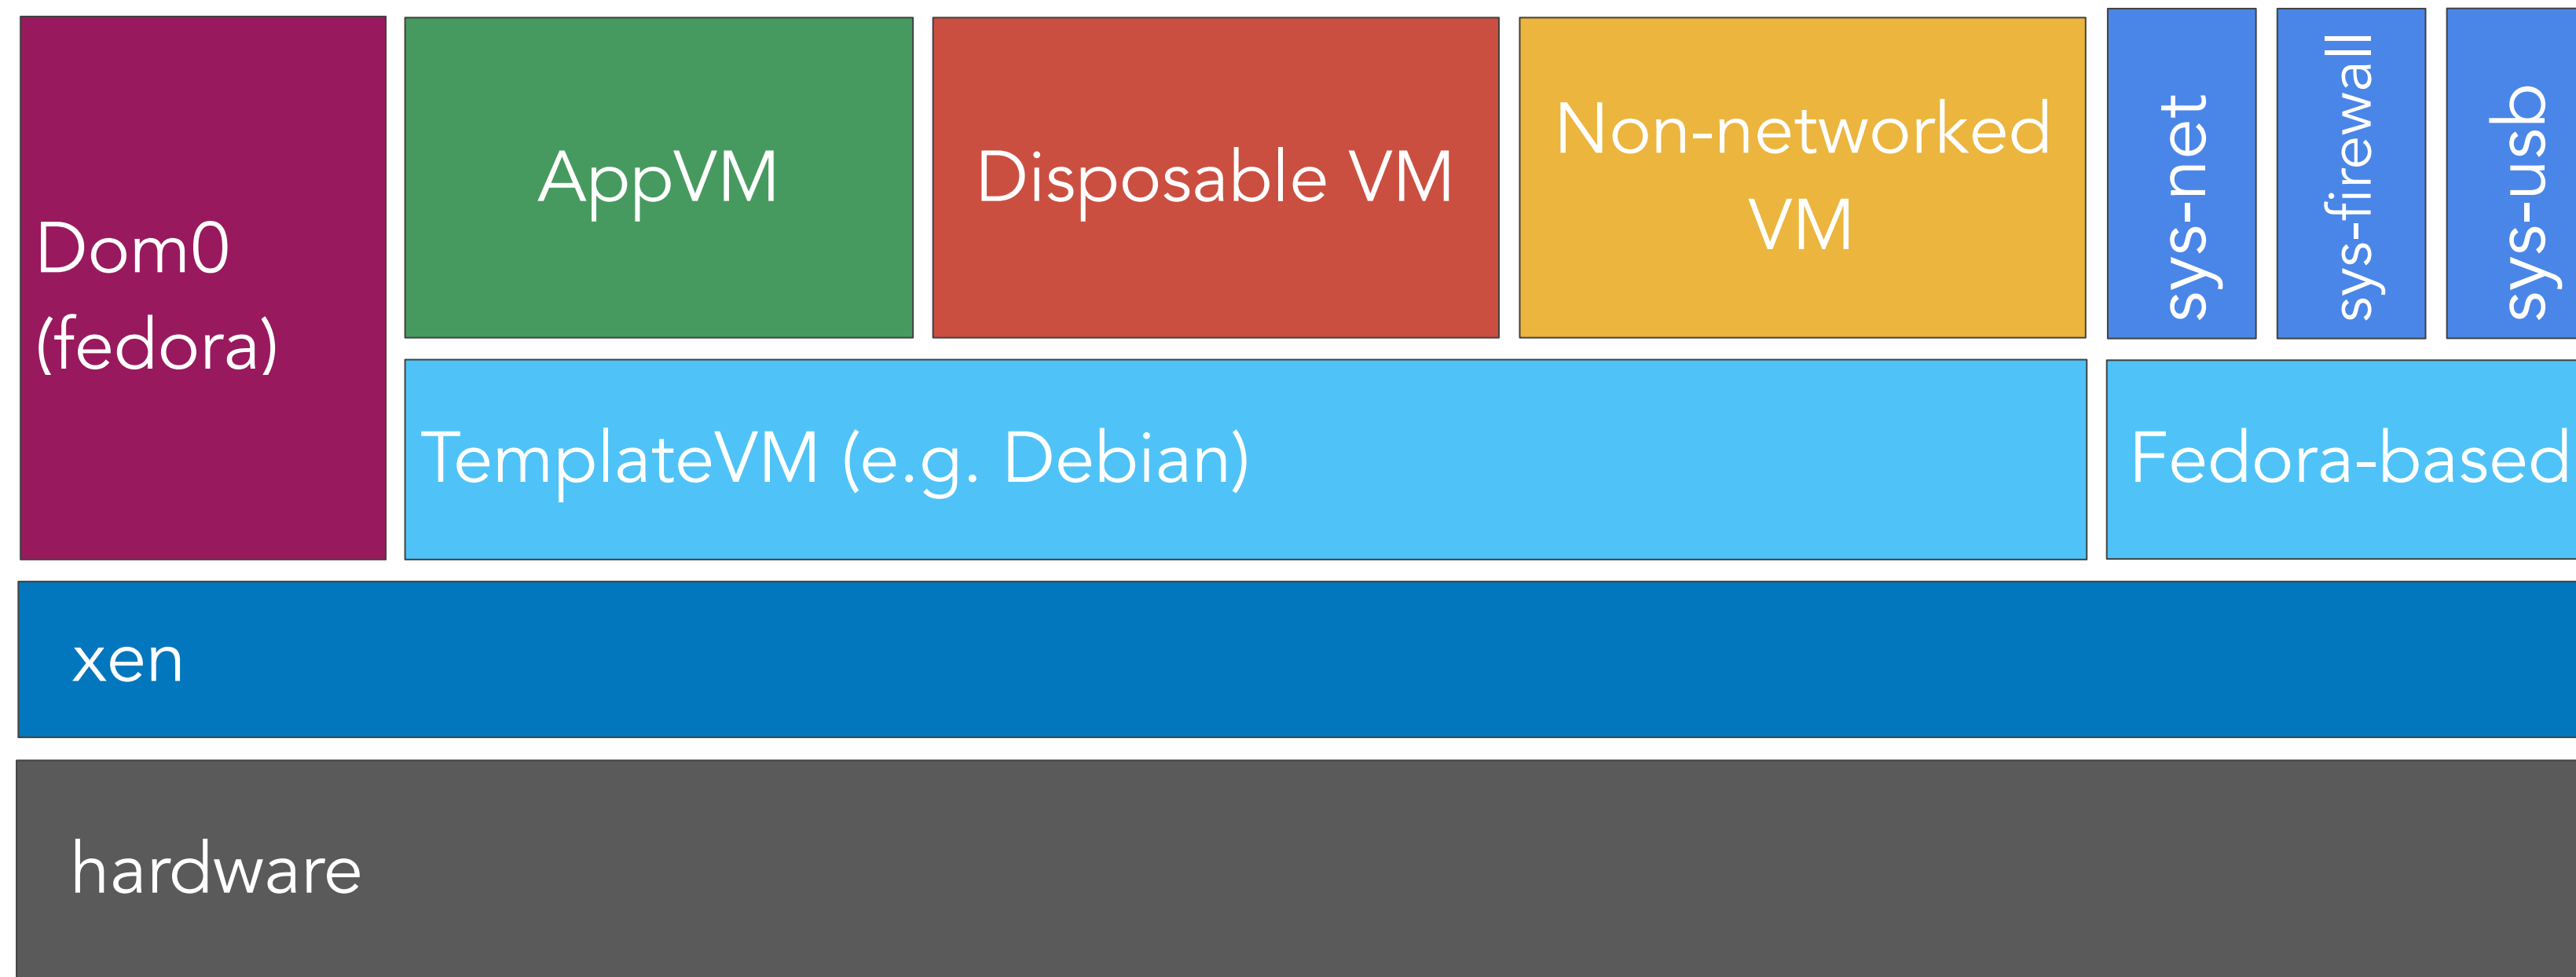 Dom0
(fedora)
AppVM
Disposable VM
Non-networked
VM
sys-net
sys-firewall
sys-usb
TemplateVM (e.g. Debian)
Fedora-based
xen
hardware